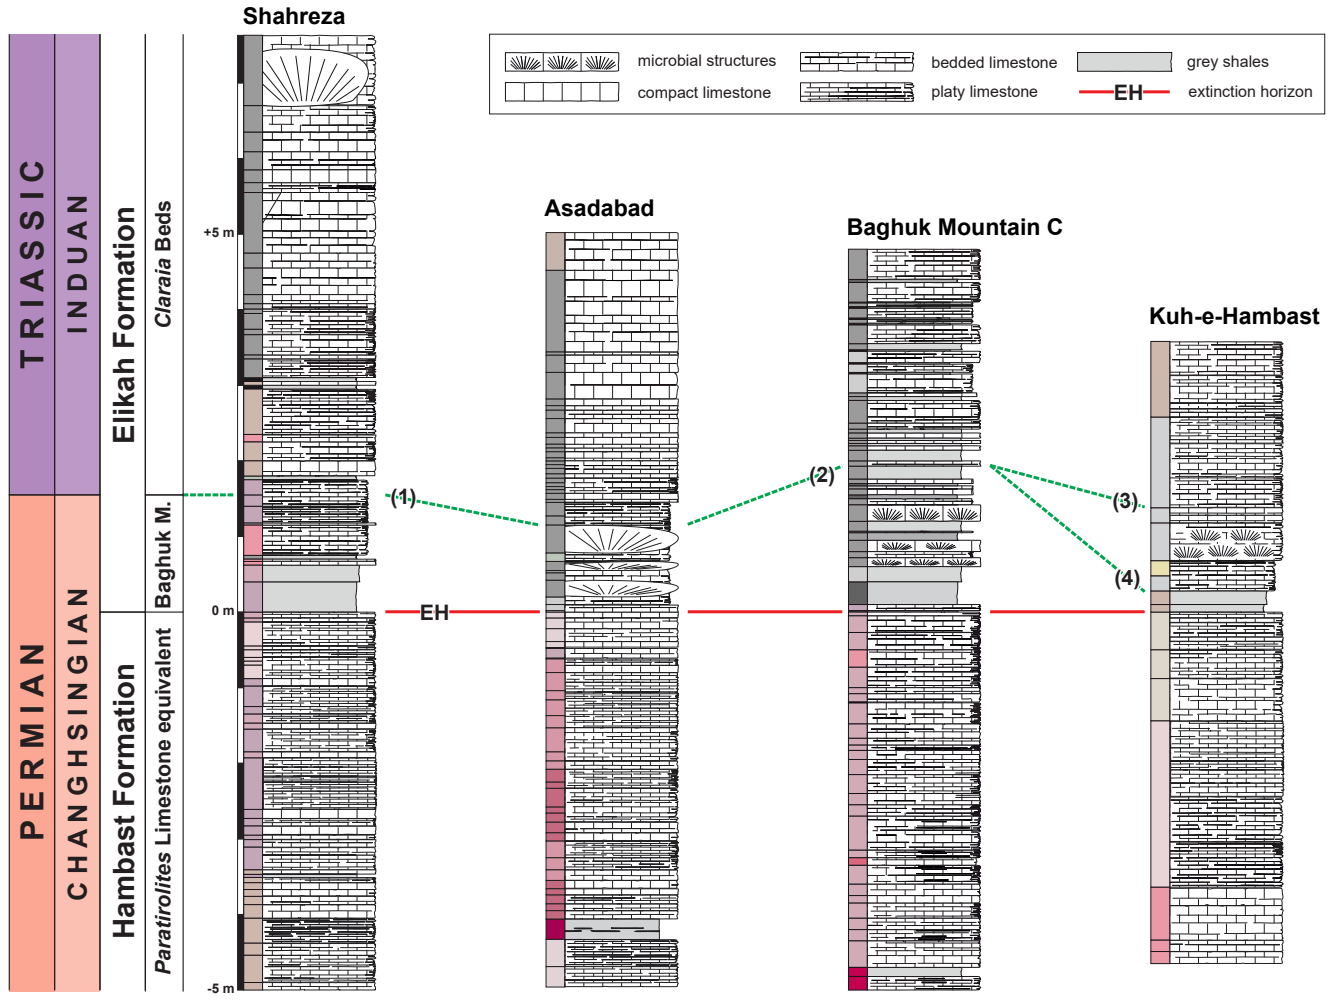 Shahreza
microbial structures
bedded limestone
grey shales
compact limestone
platy limestone
EH
extinction horizon
Asadabad
Baghuk Mountain C
Kuh-e-Hambast
TRIASSIC
INDUAN
Elikah Formation
Claraia Beds
+5 m
(1)
(2)
(3)
(4)
PERMIAN
CHANGHSINGIAN
Hambast Formation
Baghuk M.
Paratirolites Limestone equivalent
0 m
EH
-5 m